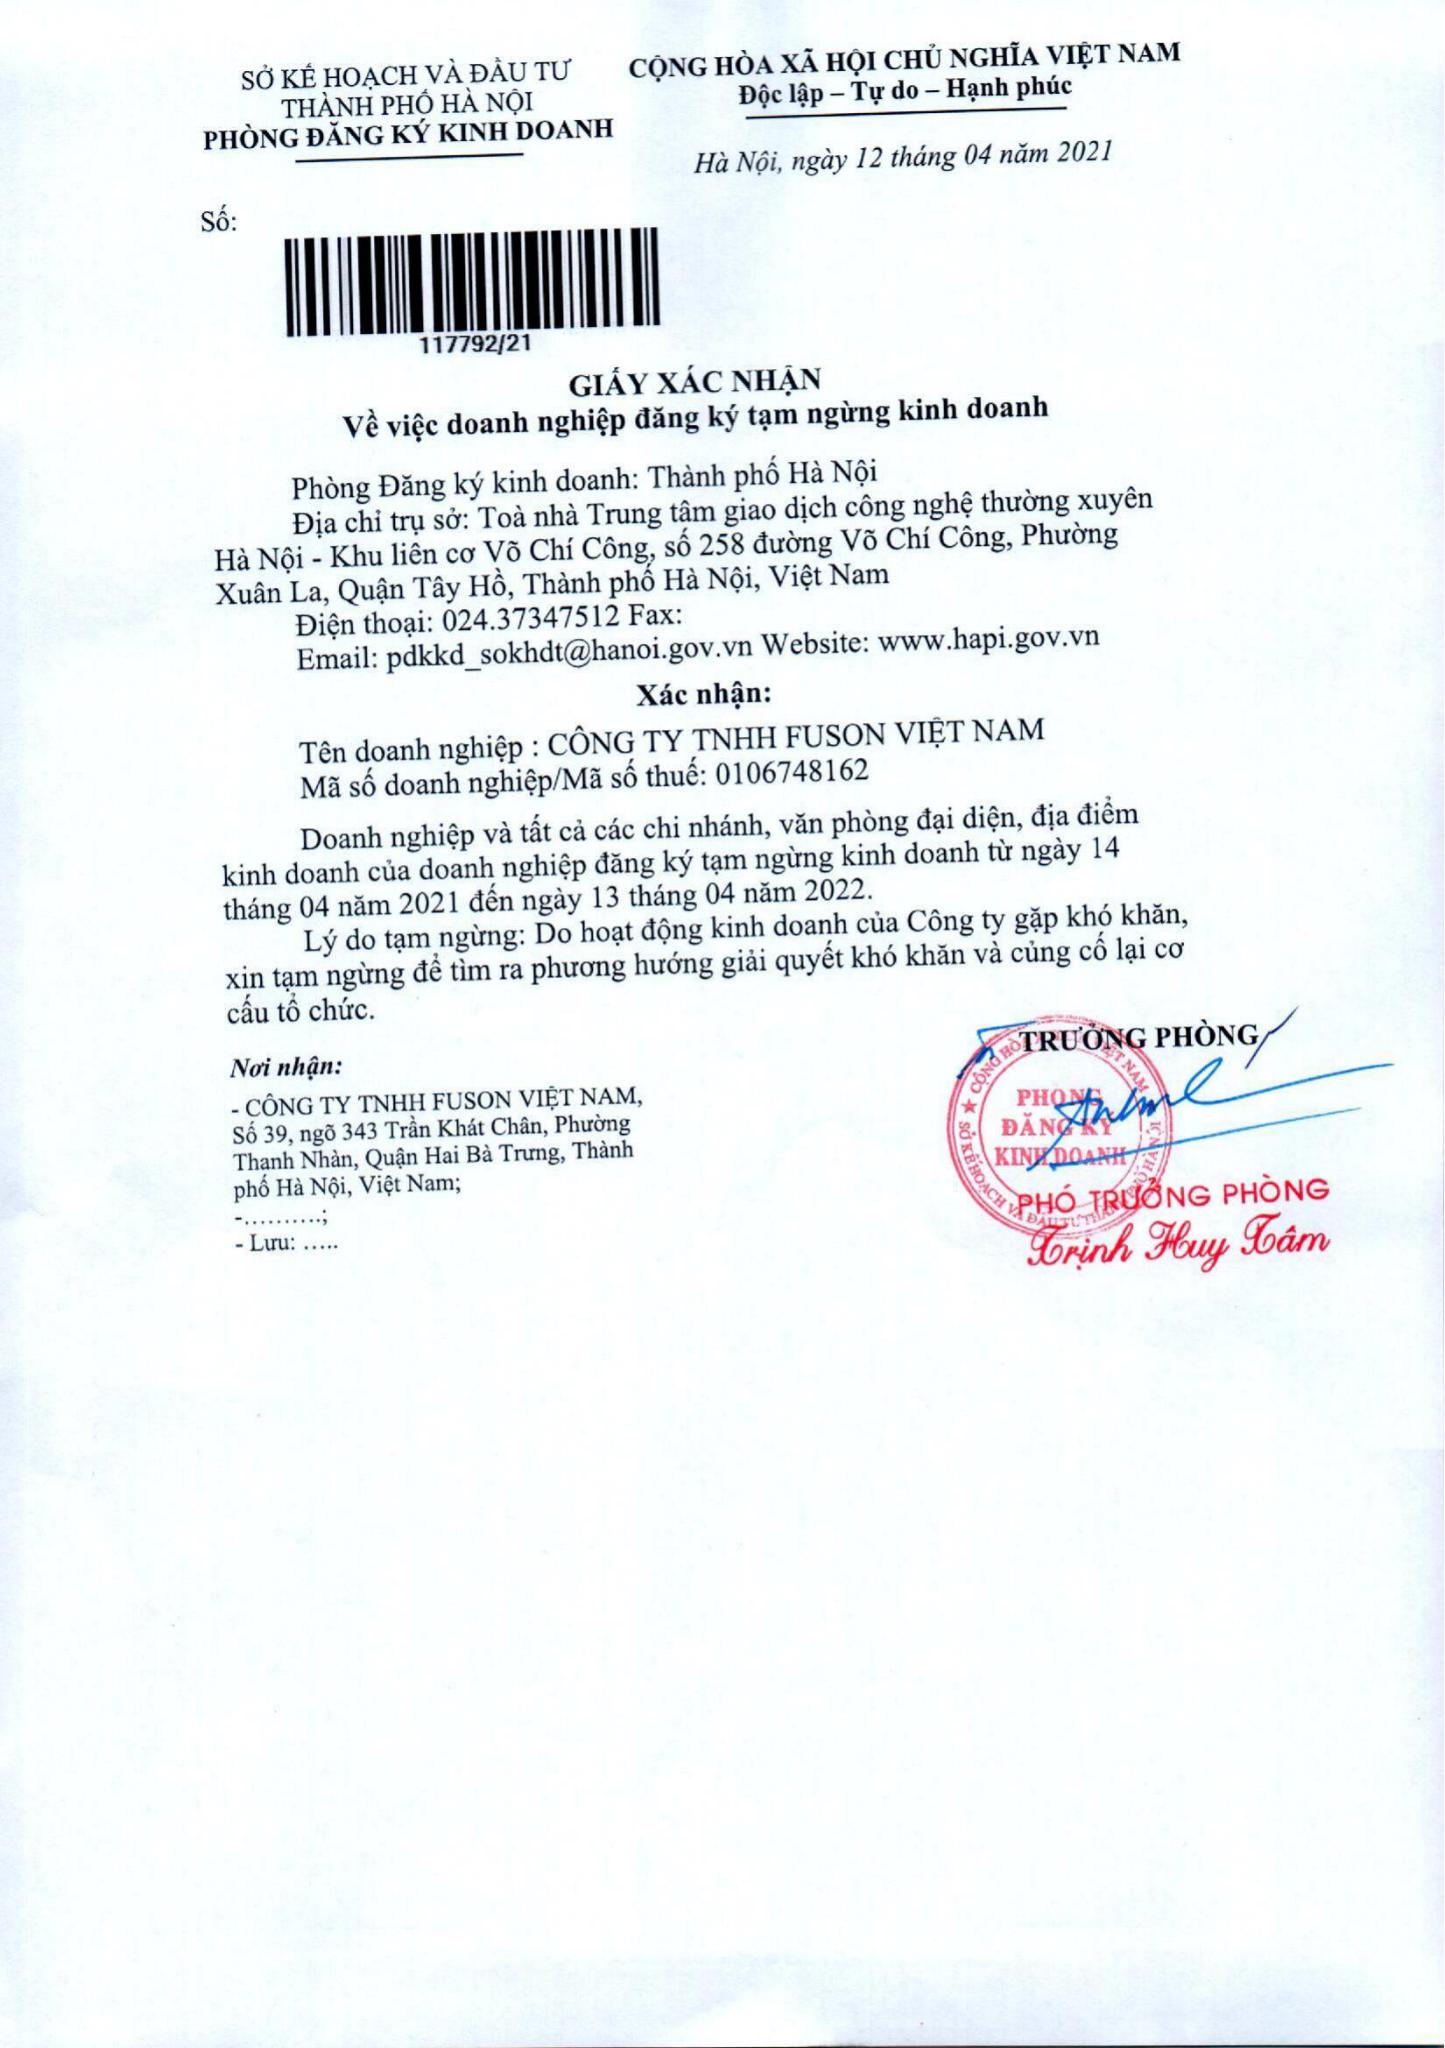 SỞ KẾ HOẠCH VÀ ĐẦU TƯ
THÀNH PHỐ HÀ NỘI
PHÒNG ĐĂNG KÝ KINH DOANH
CỘNG HÒA XÃ HỘI CHỦ NGHĨA VIỆT NAM
Độc lập – Tự do – Hạnh phúc
Hà Nội, ngày 12 tháng 04 năm 2021
Số:
117792/21
GIẤY XÁC NHẬN
Về việc doanh nghiệp đăng ký tạm ngừng kinh doanh
Phòng Đăng ký kinh doanh: Thành phố Hà Nội
Địa chỉ trụ sở: Toà nhà Trung tâm giao dịch công nghệ thường xuyên
Hà Nội - Khu liên cơ Võ Chí Công, số 258 đường Võ Chí Công, Phường
Xuân La, Quận Tây Hồ, Thành phố Hà Nội, Việt Nam
Điện thoại: 024.37347512 Fax:
Email: pdkkd_sokhdt@hanoi.gov.vn Website: www.hapi.gov.vn
Xác nhận:
Tên doanh nghiệp : CÔNG TY TNHH FUSON VIỆT NAM
Mã số doanh nghiệp/Mã số thuế: 0106748162
Doanh nghiệp và tất cả các chi nhánh, văn phòng đại diện, địa điểm
kinh doanh của doanh nghiệp đăng ký tạm ngừng kinh doanh từ ngày 14
tháng 04 năm 2021 đến ngày 13 tháng 04 năm 2022.
Lý do tạm ngừng: Do hoạt động kinh doanh của Công ty gặp khó khăn,
xin tạm ngừng để tìm ra phương hướng giải quyết khó khăn và củng cố lại cơ
cấu tổ chức.
Nơi nhận:
- CÔNG TY TNHH FUSON VIỆT NAM,
Số 39, ngõ 343 Trần Khát Chân, Phường
Thanh Nhàn, Quận Hai Bà Trưng, Thành
phố Hà Nội, Việt Nam;
-……….;
- Lưu: …..
TRƯỞNG PHÒNG
CỘNG HÒA VIỆT NAM
SỞ KẾ HOẠCH VÀ ĐẦU TƯ THÀNH PHỐ HÀ NỘI
PHÒNG
ĐĂNG KÝ
KINH DOANH
PHÓ TRƯỞNG PHÒNG
Trịnh Huy Tâm